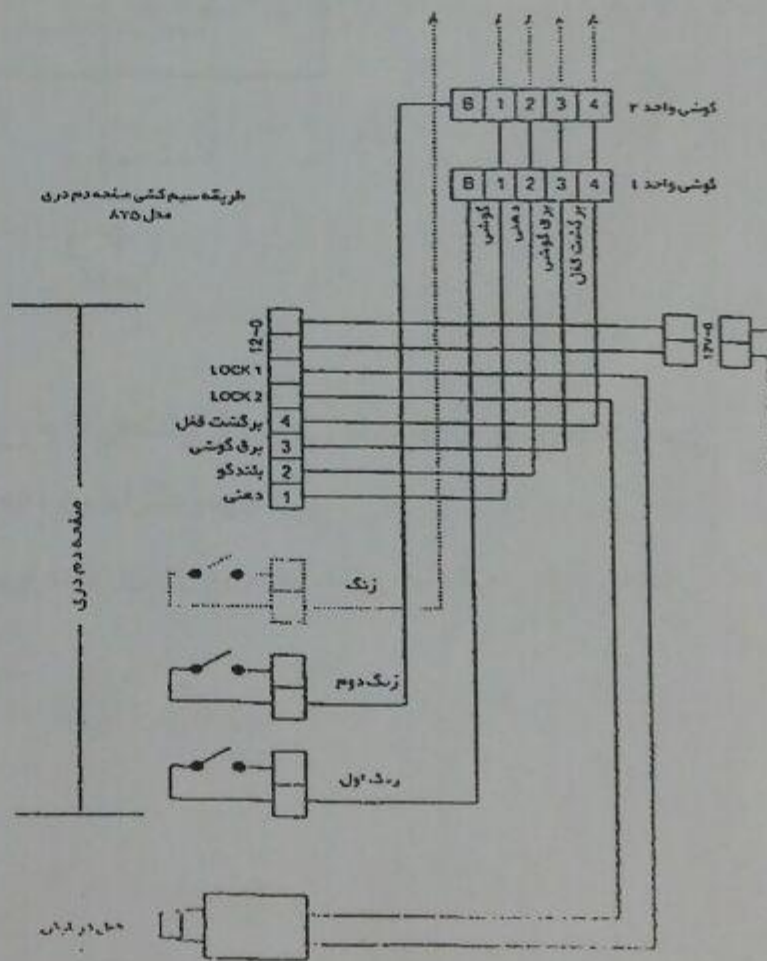 B 1 2 3 4 گوشی واحد ۲
B 1 2 3 4 گوشی واحد 1
گوشی
دهنی
برق گوشی
برگشت قفل
طریقه سیم کشی صفحه دم دری
مدل ۸۷۵
12~0
LOCK 1
LOCK 2
برگشت قفل 4
برق گوشی 3
بلندگو 2
دهنی 1
صفحه دم دری
زنگ
زنگ دوم
زنگ اول